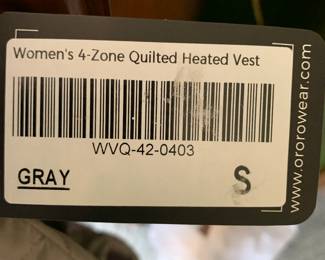 Women's 4-Zone Quilted Heated Vest
WVQ-42-0403
GRAY
S
www.ororowear.com